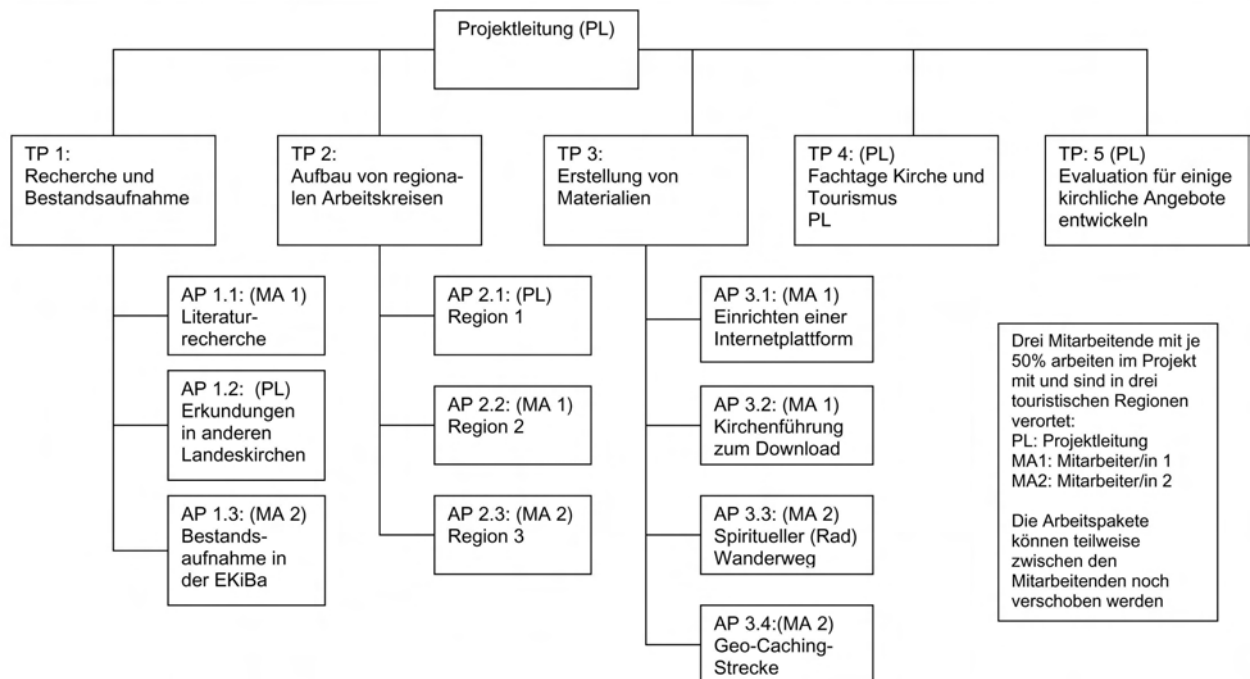 Projektleitung (PL)
TP 1:
Recherche und
Bestandsaufnahme
TP 2:
Aufbau von regiona-
len Arbeitskreisen
TP 3:
Erstellung von
Materialien
TP 4: (PL)
Fachtage Kirche und
Tourismus
PL
TP: 5 (PL)
Evaluation für einige
kirchliche Angebote
entwickeln
AP 1.1: (MA 1)
Literatur-
recherche
AP 1.2: (PL)
Erkundungen
in anderen
Landeskirchen
AP 1.3: (MA 2)
Bestands-
aufnahme in
der EKiBa
AP 2.1: (PL)
Region 1
AP 2.2: (MA 1)
Region 2
AP 2.3: (MA 2)
Region 3
AP 3.1: (MA 1)
Einrichten einer
Internetplattform
AP 3.2: (MA 1)
Kirchenführung
zum Download
AP 3.3: (MA 2)
Spiritueller (Rad)
Wanderweg
AP 3.4:(MA 2)
Geo-Caching-
Strecke
Drei Mitarbeitende mit je
50% arbeiten im Projekt
mit und sind in drei
touristischen Regionen
verortet:
PL: Projektleitung
MA1: Mitarbeiter/in 1
MA2: Mitarbeiter/in 2
Die Arbeitspakete
können teilweise
zwischen den
Mitarbeitenden noch
verschoben werden